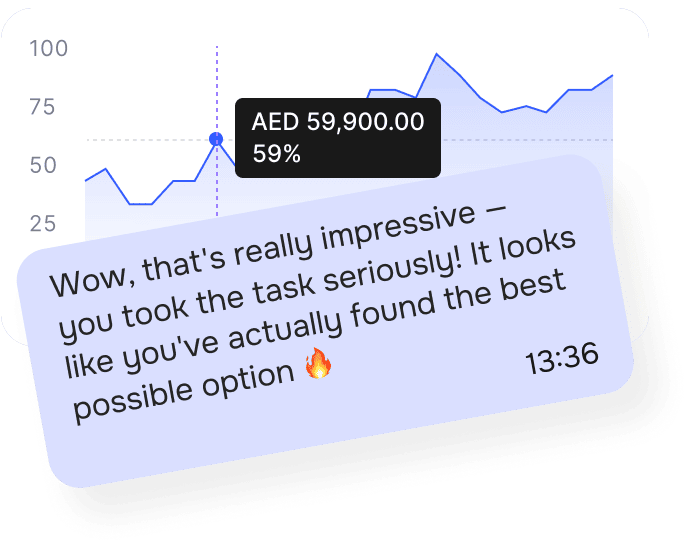 100
75
50
25
AED 59,900.00
59%
Wow, that's really impressive —
you took the task seriously! It looks
like you've actually found the best
possible option 🔥
13:36